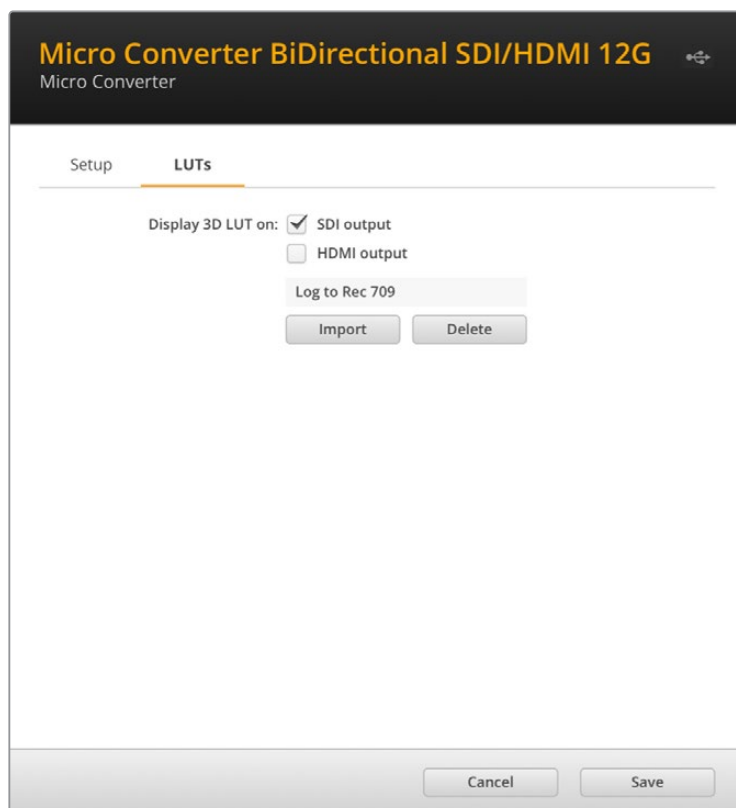 Micro Converter BiDirectional SDI/HDMI 12G
Micro Converter
Setup LUTs
Display 3D LUT on: SDI output
HDMI output
Log to Rec 709
Import Delete
Cancel Save